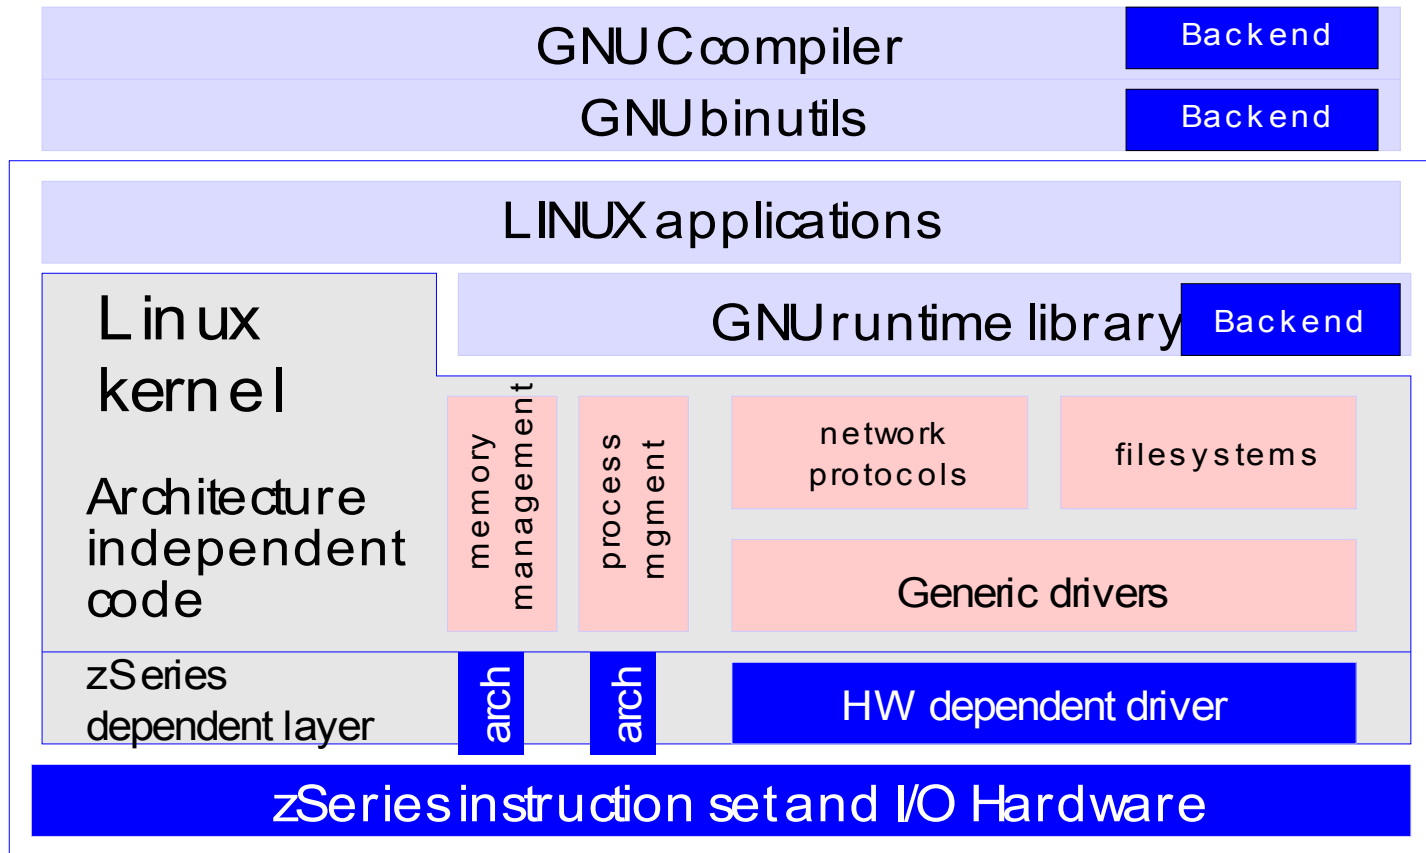 GNU C compiler
Backend
GNU binutils
Backend
LINUX applications
Linux
kernel
GNU runtime library
Backend
Architecture
independent
code
memory
management
process
mgment
network
protocols
filesystems
Generic drivers
zSeries
dependent layer
arch
arch
HW dependent driver
zSeries instruction set and I/O Hardware